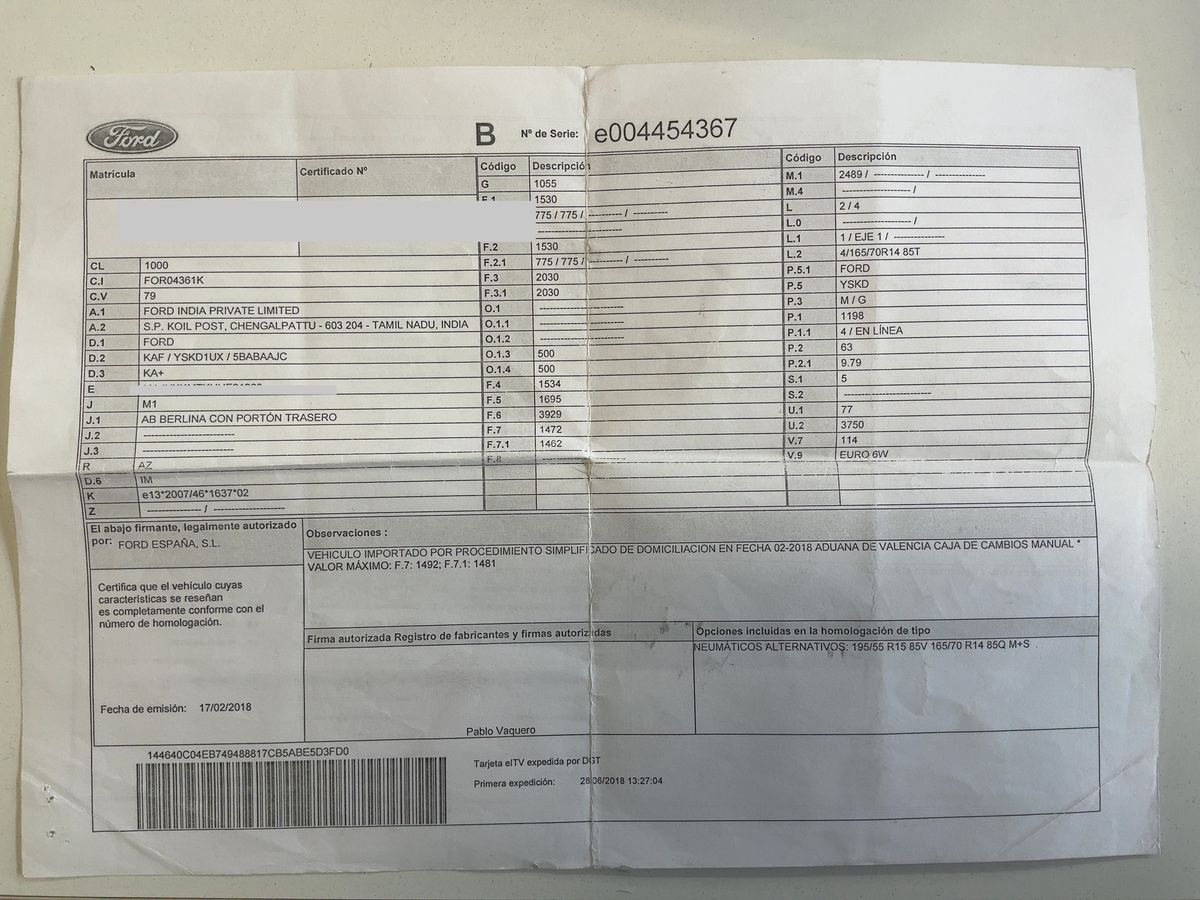 Ford
B Nº de Serie: e004454367
Matrícula Certificado Nº
CL 1000
C.I FOR04361K
C.V 79
A.1 FORD INDIA PRIVATE LIMITED
A.2 S.P. KOIL POST, CHENGALPATTU - 603 204 - TAMIL NADU, INDIA
D.1 FORD
D.2 KAF / YSKD1UX / 5BABAAJC
D.3 KA+
E
J M1
J.1 AB BERLINA CON PORTÓN TRASERO
J.2 ------------------------
J.3 ------------------------
R AZ
D.6 IM
K e13*2007/46*1637*02
Z --------------- / -------------------
Código Descripción
G 1055
F.1 1530
775 / 775 / --------- / ---------
----------------------
F.2 1530
F.2.1 775 / 775 / --------- / ---------
F.3 2030
F.3.1 2030
O.1 ----------------------
O.1.1 ----------------------
O.1.2 ----------------------
O.1.3 500
O.1.4 500
F.4 1534
F.5 1695
F.6 3929
F.7 1472
F.7.1 1462
F.8 ----------------------
Código Descripción
M.1 2489 / -------------- / --------------
M.4 ------------------- /
L 2 / 4
L.0 ------------------- /
L.1 1 / EJE 1 / --------------
L.2 4/165/70R14 85T
P.5.1 FORD
P.5 YSKD
P.3 M / G
P.1 1198
P.1.1 4 / EN LÍNEA
P.2 63
P.2.1 9.79
S.1 5
S.2 ------------------------
U.1 77
U.2 3750
V.7 114
V.9 EURO 6W
El abajo firmante, legalmente autorizado
por: FORD ESPAÑA, S.L.
Certifica que el vehículo cuyas
características se reseñan
es completamente conforme con el
número de homologación.
Fecha de emisión: 17/02/2018
Observaciones :
VEHICULO IMPORTADO POR PROCEDIMIENTO SIMPLIFICADO DE DOMICILIACION EN FECHA 02-2018 ADUANA DE VALENCIA CAJA DE CAMBIOS MANUAL *
VALOR MÁXIMO: F.7: 1492; F.7.1: 1481
Firma autorizada Registro de fabricantes y firmas autorizadas
Pablo Vaquero
Opciones incluidas en la homologación de tipo
NEUMÁTICOS ALTERNATIVOS: 195/55 R15 85V 165/70 R14 85Q M+S .
144640C04EB749488817CB5ABE5D3FD0
Tarjeta eITV expedida por DGT
Primera expedición: 28/06/2018 13:27:04